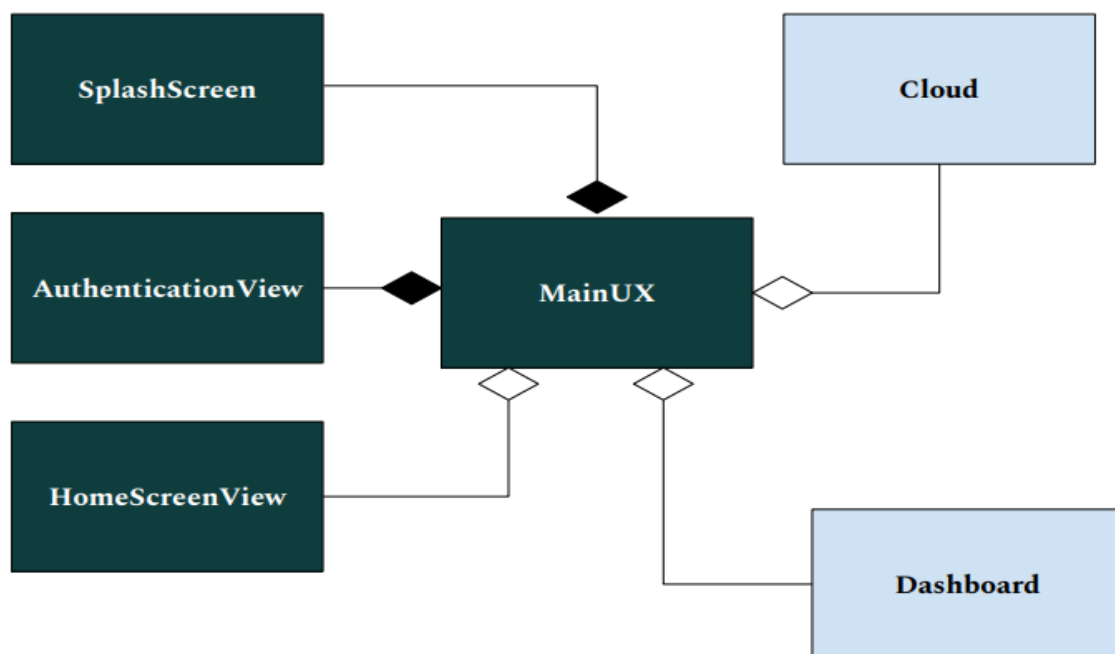 SplashScreen
Cloud
AuthenticationView
MainUX
HomeScreenView
Dashboard